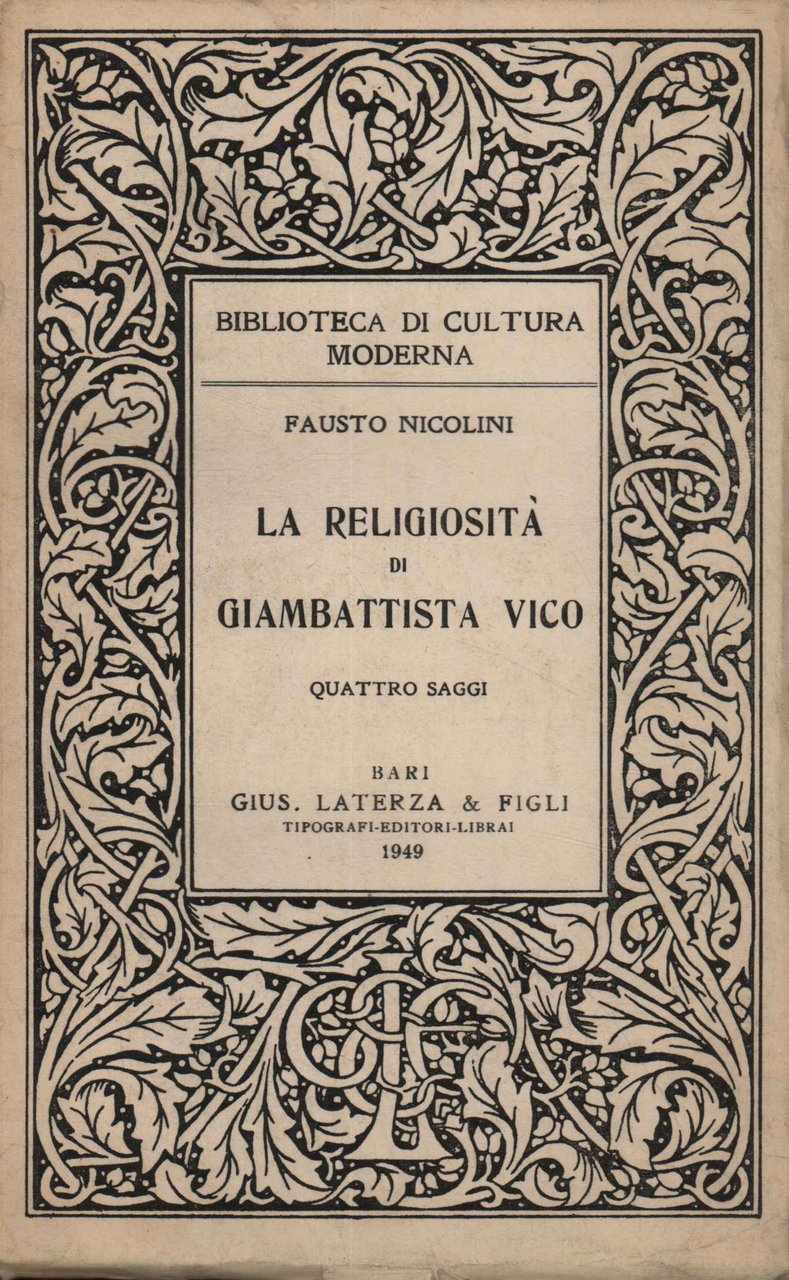 BIBLIOTECA DI CULTURA
MODERNA
FAUSTO NICOLINI
LA RELIGIOSITÀ
DI
GIAMBATTISTA VICO
QUATTRO SAGGI
BARI
GIUS. LATERZA & FIGLI
TIPOGRAFI-EDITORI-LIBRAI
1949